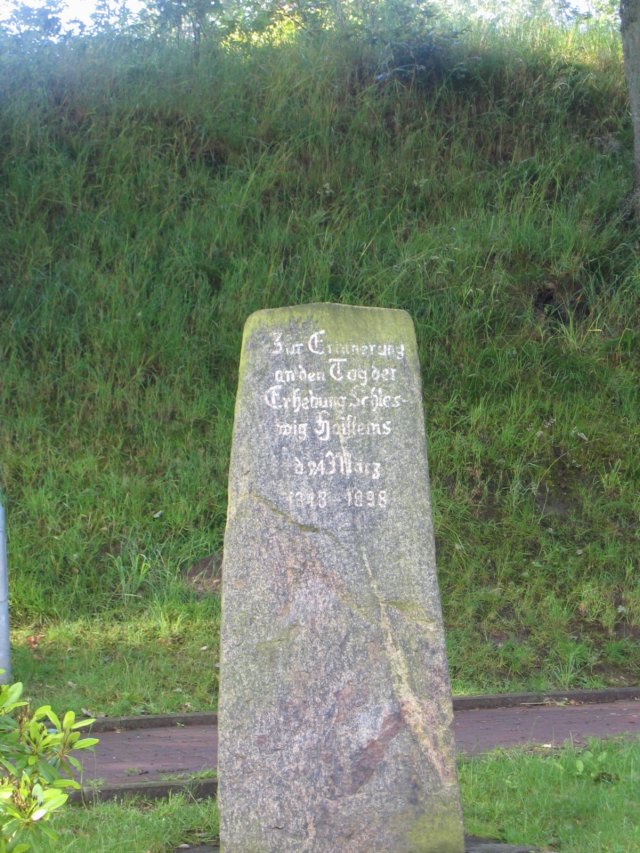 Zur Erinnerung
an den Tag der
Erhebung Schles-
wig Holsteins
d. 24 März
1848 - 1898